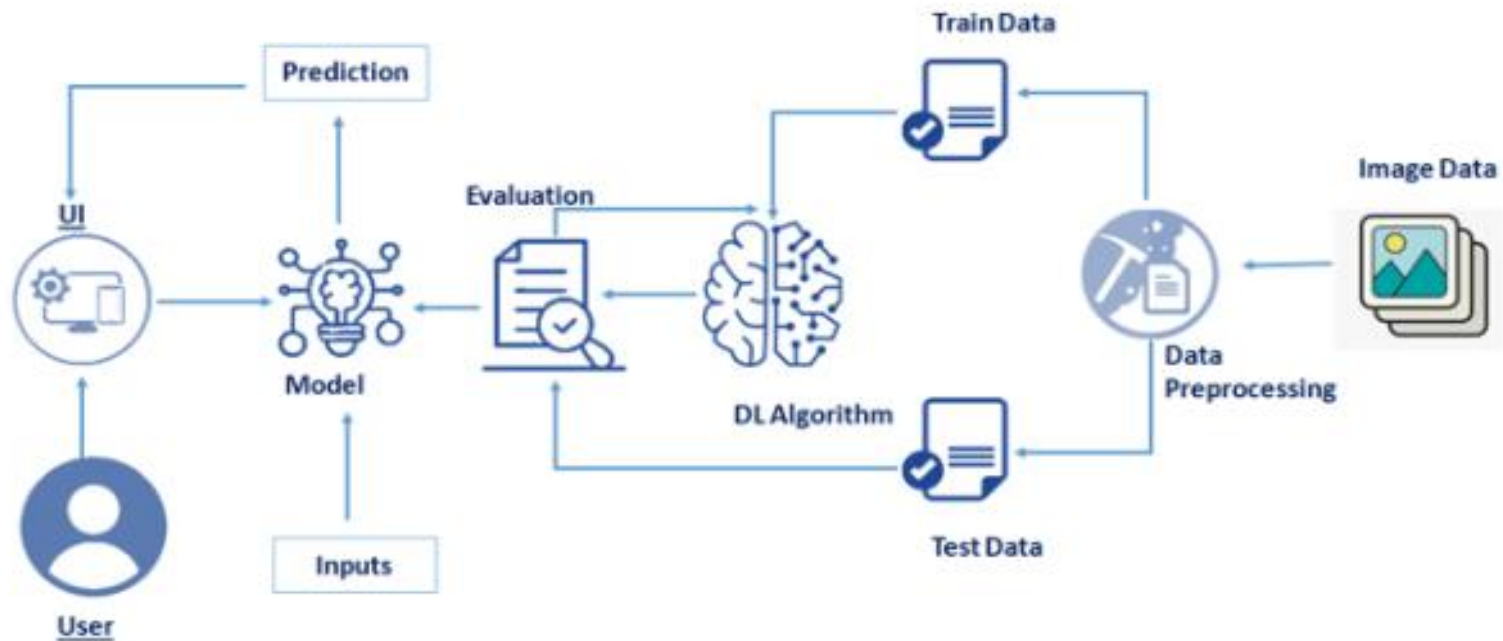 Train Data
Prediction
Image Data
Evaluation
UI
Model
Data
Preprocessing
DL Algorithm
Test Data
Inputs
User